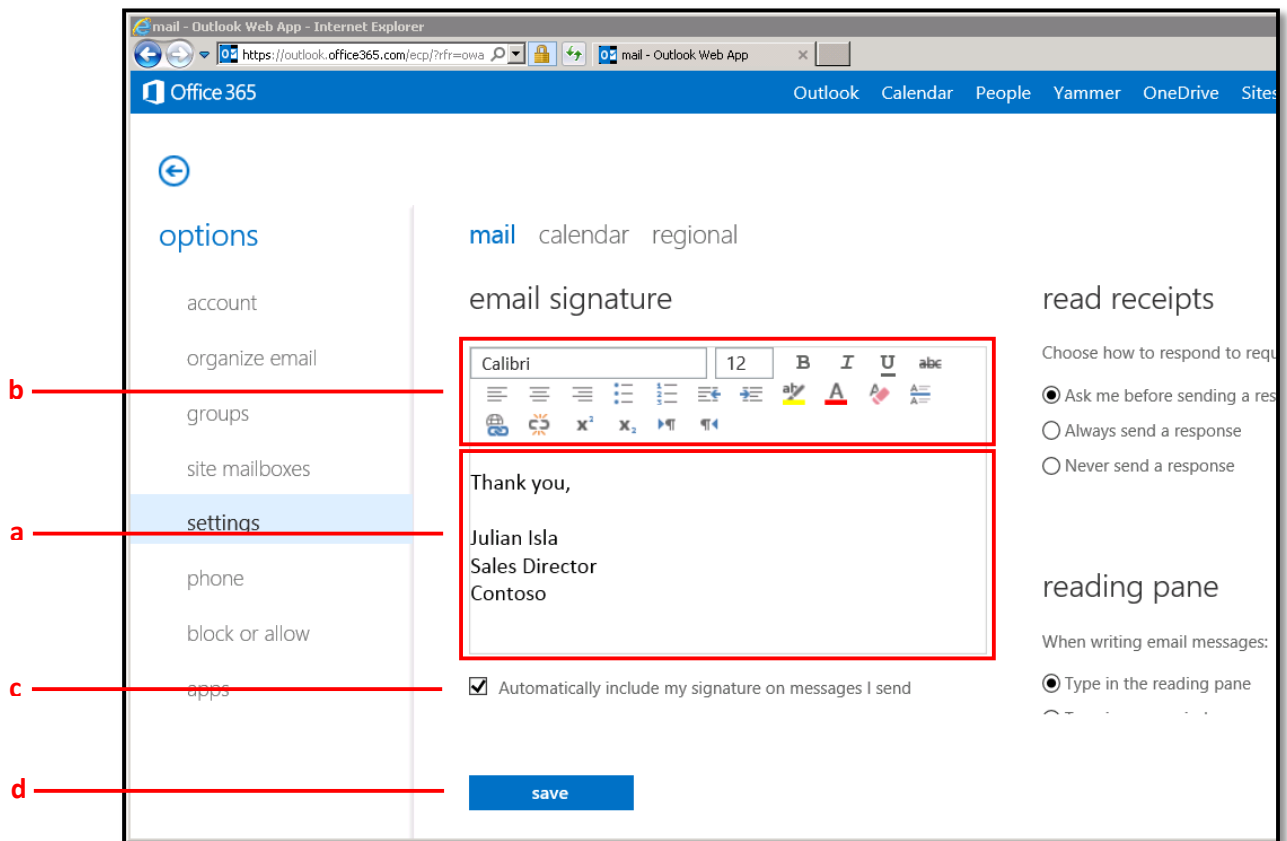 mail - Outlook Web App - Internet Explorer
https://outlook.office365.com/ecp/?rfr=owa
mail - Outlook Web App
Office 365
Outlook Calendar People Yammer OneDrive Sites
options
mail calendar regional
account
organize email
groups
site mailboxes
settings
phone
block or allow
apps
email signature
Calibri 12 B I U abc
ab A A A
x² x₂
Thank you,
Julian Isla
Sales Director
Contoso
Automatically include my signature on messages I send
save
read receipts
Choose how to respond to requ
Ask me before sending a res
Always send a response
Never send a response
reading pane
When writing email messages:
Type in the reading pane
b
a
c
d